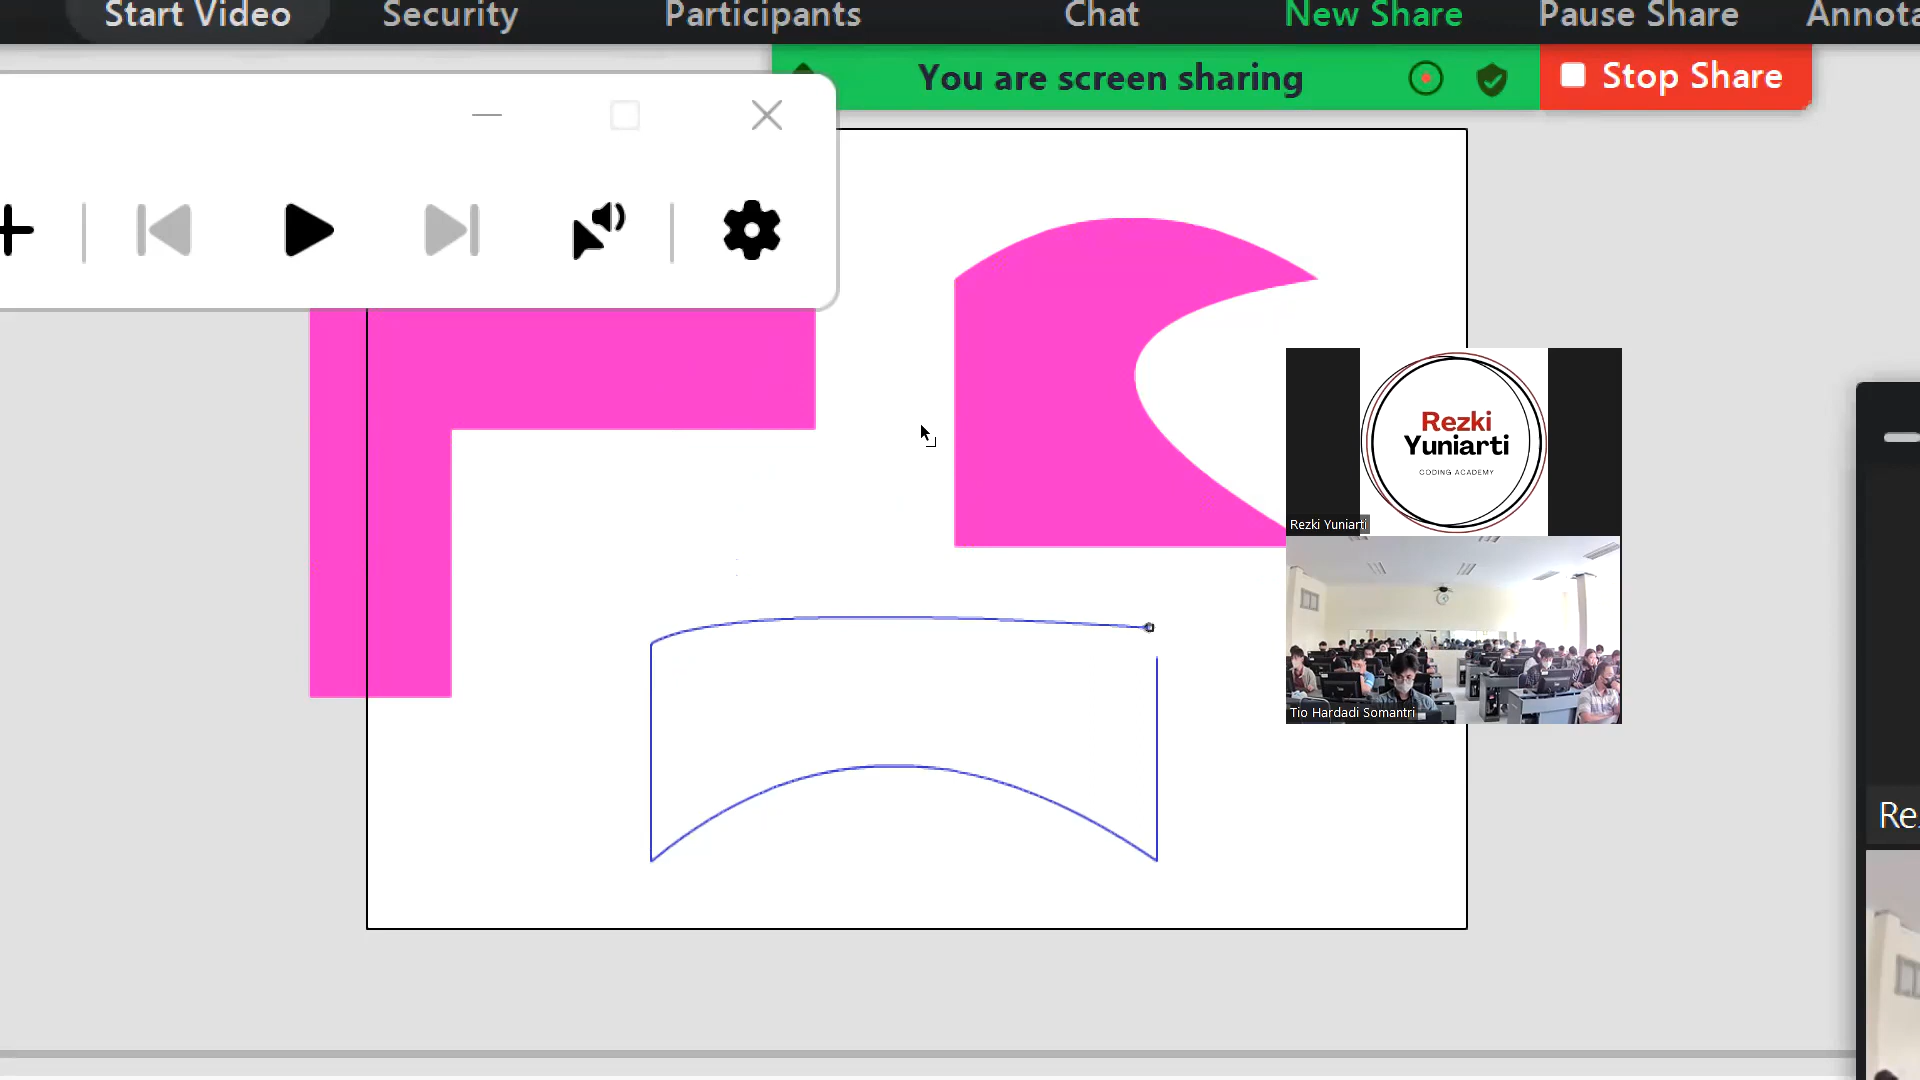 Start Video
Security
Participants
Chat
New Share
Pause Share
Annota
You are screen sharing
Stop Share
Rezki
Yuniarti
CODING ACADEMY
Rezki Yuniarti
Tio Hardadi Somantri
Re